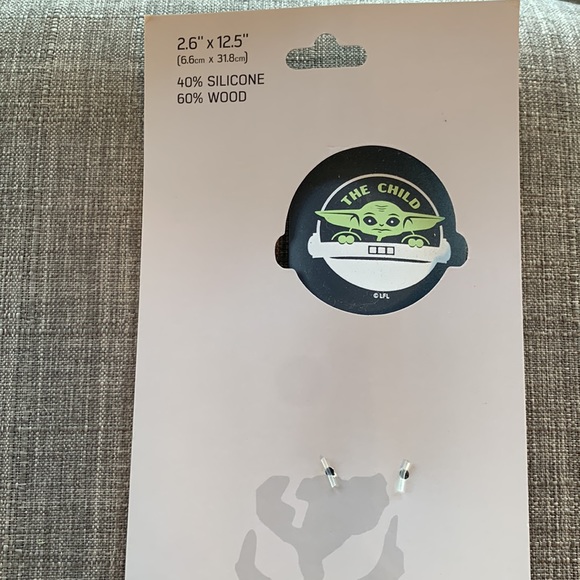 2.6" x 12.5"
(6.6cm x 31.8cm)
40% SILICONE
60% WOOD
THE CHILD
© LFL